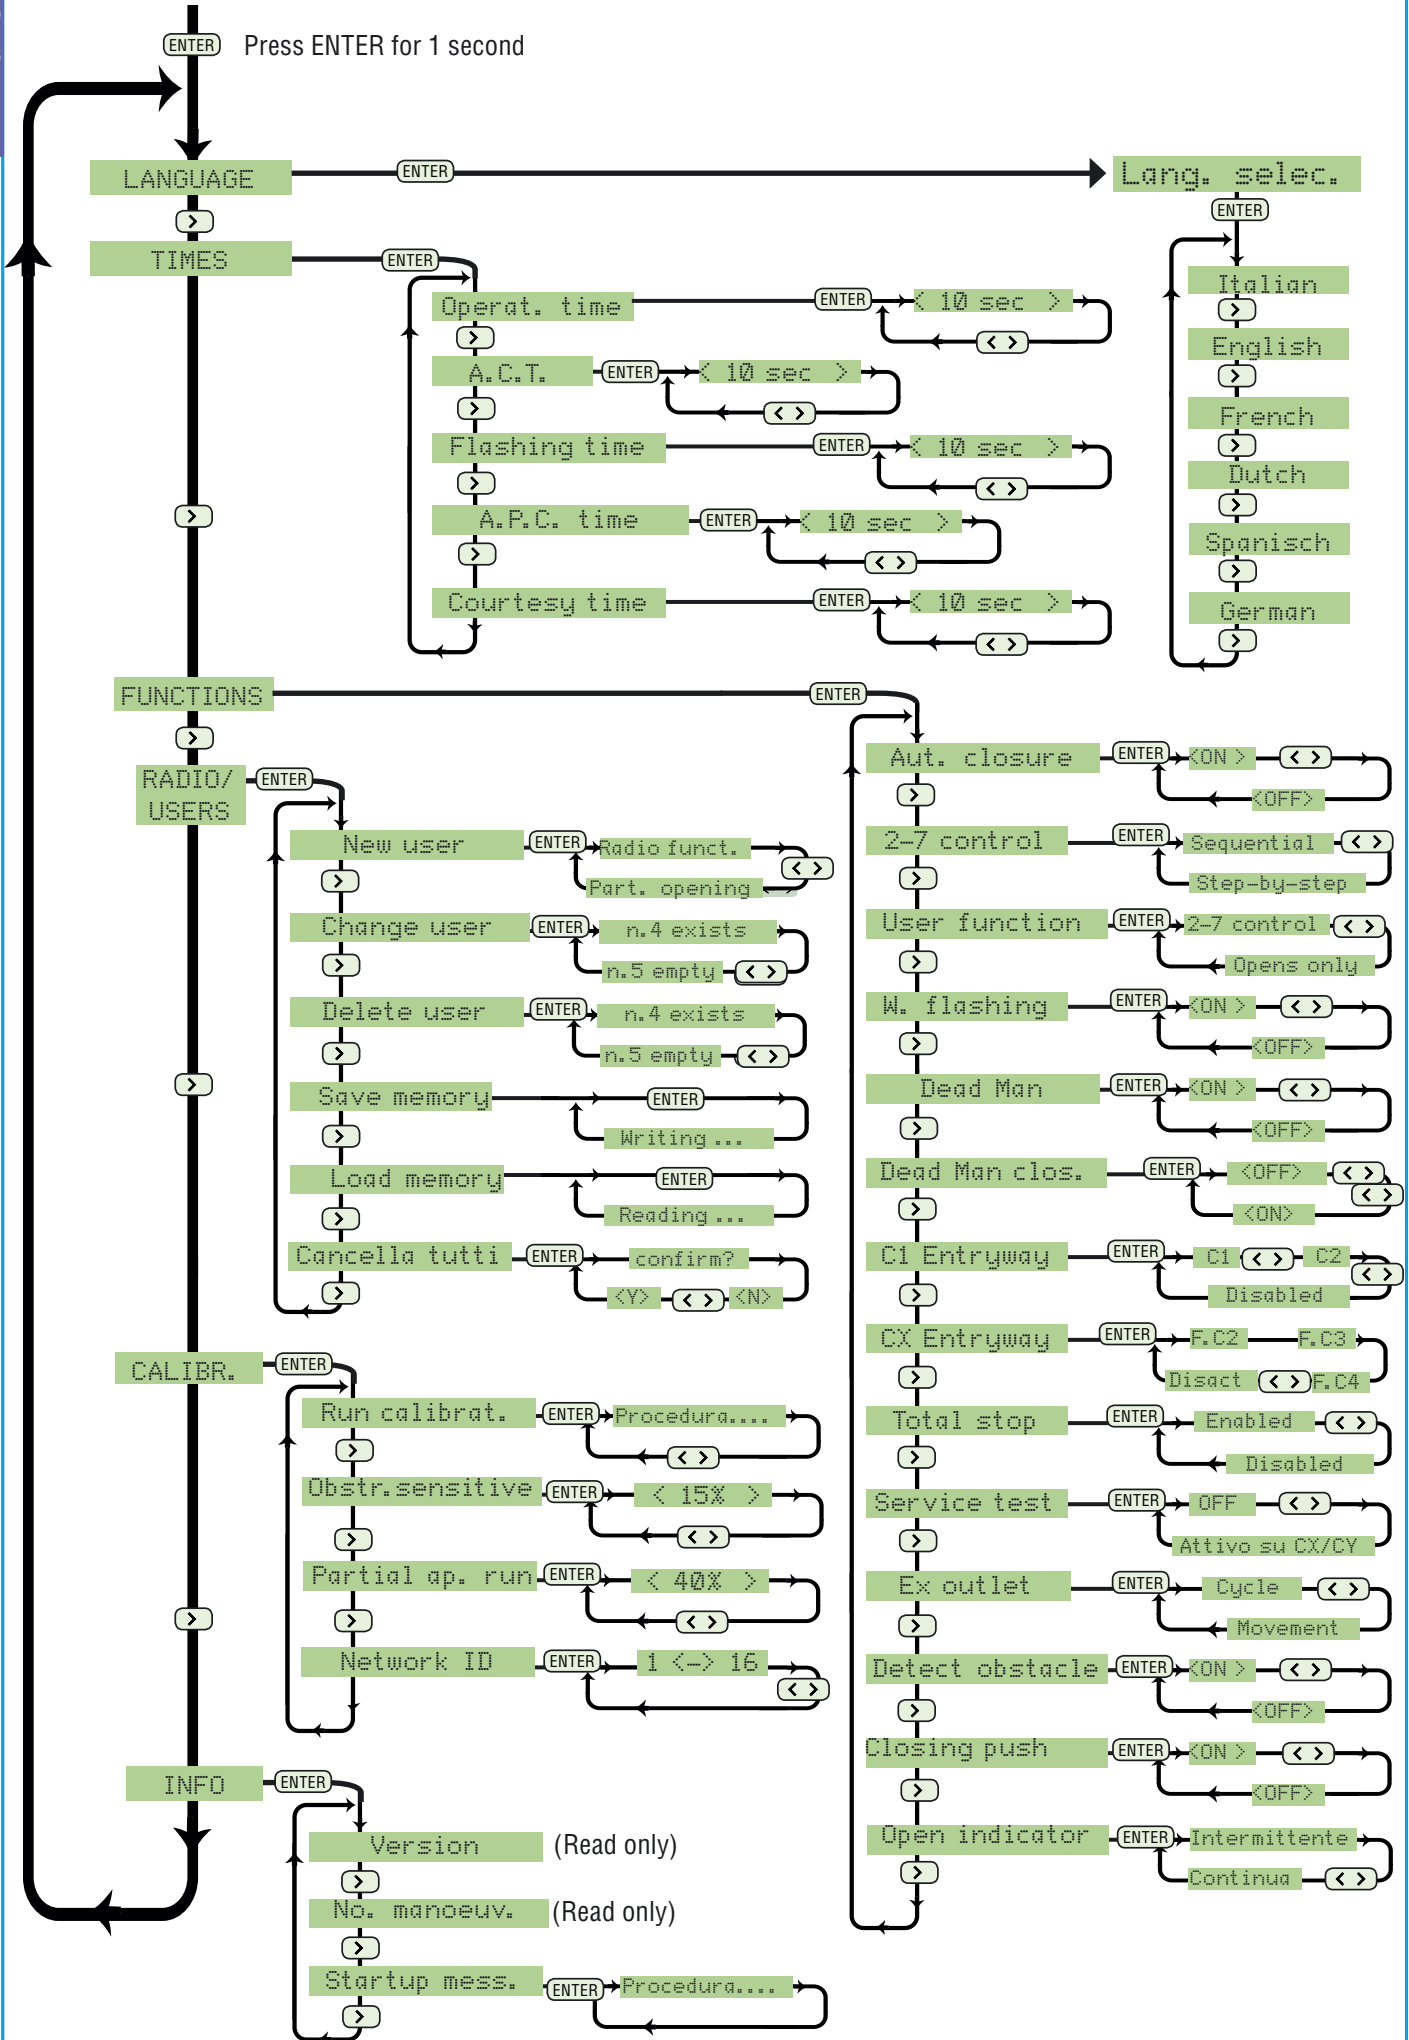 ENTER Press ENTER for 1 second
LANGUAGE ENTER Lang. selec.
ENTER
>
TIMES ENTER
Italian
>
English
>
French
>
Dutch
>
Spanisch
>
German
>
Operat. time ENTER < 10 sec >
> < >
A.C.T. ENTER < 10 sec >
> < >
Flashing time ENTER < 10 sec >
> < >
A.P.C. time ENTER < 10 sec >
> < >
Courtesy time ENTER < 10 sec >
< >
>
FUNCTIONS ENTER
>
Aut. closure ENTER <ON > < >
> <OFF>
2-7 control ENTER Sequential < >
> Step-by-step
User function ENTER 2-7 control < >
> Opens only
W. flashing ENTER <ON > < >
> <OFF>
Dead Man ENTER <ON > < >
> <OFF>
Dead Man clos. ENTER <OFF> < >
< >
> <ON>
C1 Entryway ENTER C1 < > C2
< >
> Disabled
CX Entryway ENTER F.C2 F.C3
> Disact < > F.C4
Total stop ENTER Enabled < >
> Disabled
Service test ENTER OFF < >
> Attivo su CX/CY
Ex outlet ENTER Cycle < >
> Movement
Detect obstacle ENTER <ON > < >
> <OFF>
Closing push ENTER <ON > < >
> <OFF>
Open indicator ENTER Intermittente
> Continua < >
RADIO/
USERS
ENTER
New user ENTER Radio funct.
< >
> Part. opening
Change user ENTER n.4 exists
> n.5 empty < >
Delete user ENTER n.4 exists
> n.5 empty < >
Save memory ENTER
> Writing ...
Load memory ENTER
> Reading ...
Cancella tutti ENTER confirm?
> <Y> < > <N>
>
CALIBR. ENTER
Run calibrat. ENTER Procedura....
> < >
Obstr.sensitive ENTER < 15% >
> < >
Partial ap. run ENTER < 40% >
> < >
Network ID ENTER 1 <-> 16
< >
>
INFO ENTER
Version (Read only)
>
No. manoeuv. (Read only)
>
Startup mess. ENTER Procedura....
>